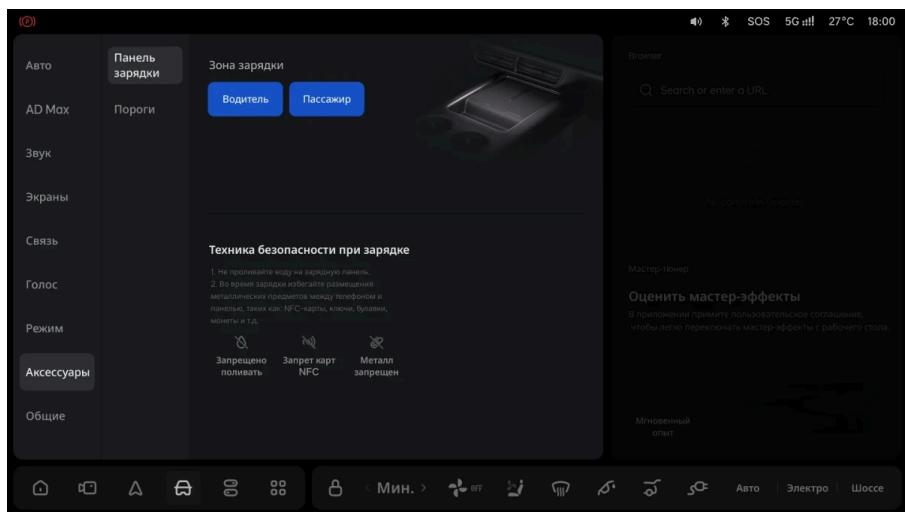 (P)
SOS
5G
27°C
18:00
Авто
AD Max
Звук
Экраны
Связь
Голос
Режим
Аксессуары
Общие
Панель
зарядки
Пороги
Зона зарядки
Водитель
Пассажир
Техника безопасности при зарядке
1. Не проливайте воду на зарядную панель.
2. Во время зарядки избегайте размещения
металлических предметов между телефоном и
панелью, таких как: NFC-карты, ключи, булавки,
монеты и т.д.
Запрещено
поливать
Запрет карт
NFC
Металл
запрещен
Browser
Search or enter a URL
Мастер-тюнер
Оценить мастер-эффекты
В приложении примите пользовательское соглашение,
чтобы легко переключать мастер-эффекты с рабочего стола.
Мгновенный
опыт
< Мин. >
OFF
Авто
Электро
Шоссе